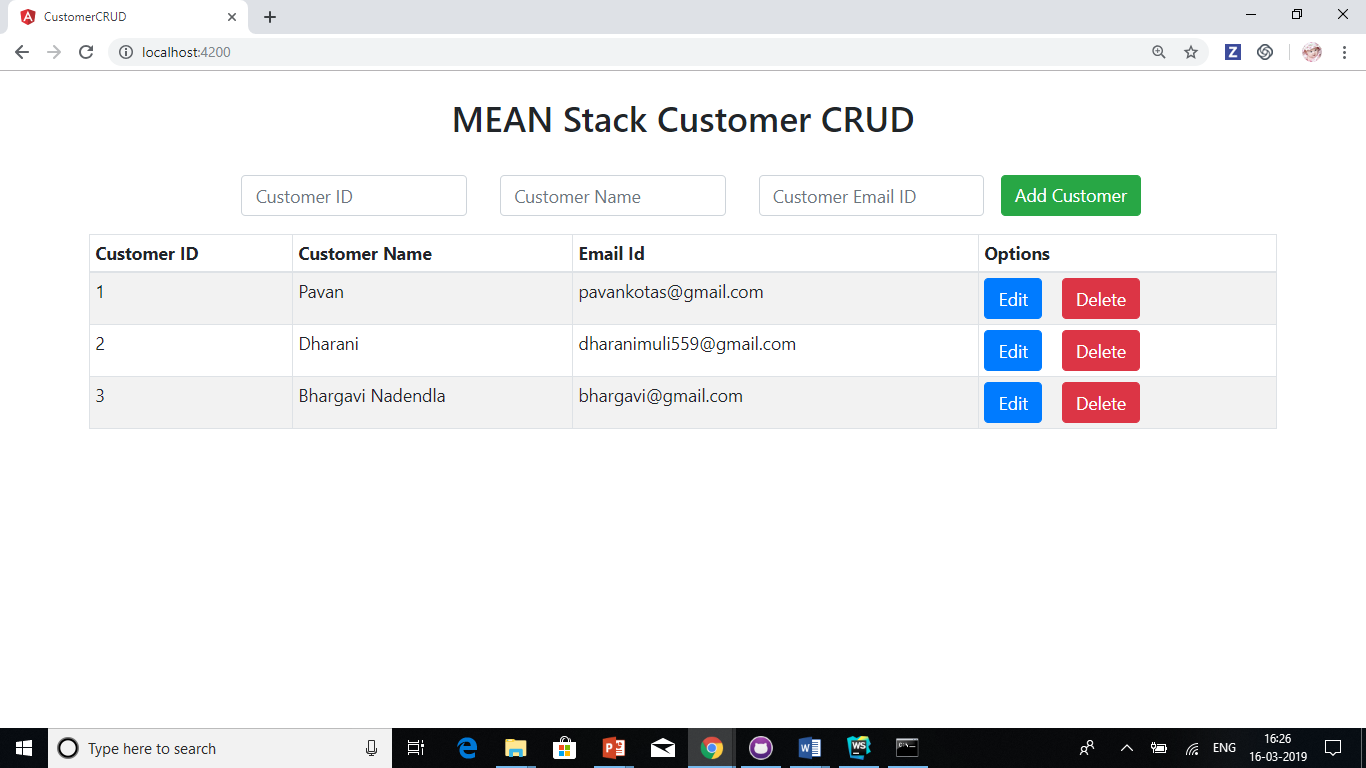 CustomerCRUD
localhost:4200
MEAN Stack Customer CRUD
Customer ID Customer Name Customer Email ID Add Customer
Customer ID Customer Name Email Id Options
1 Pavan pavankotas@gmail.com Edit Delete
2 Dharani dharanimuli559@gmail.com Edit Delete
3 Bhargavi Nadendla bhargavi@gmail.com Edit Delete
Type here to search
ENG
16:26
16-03-2019